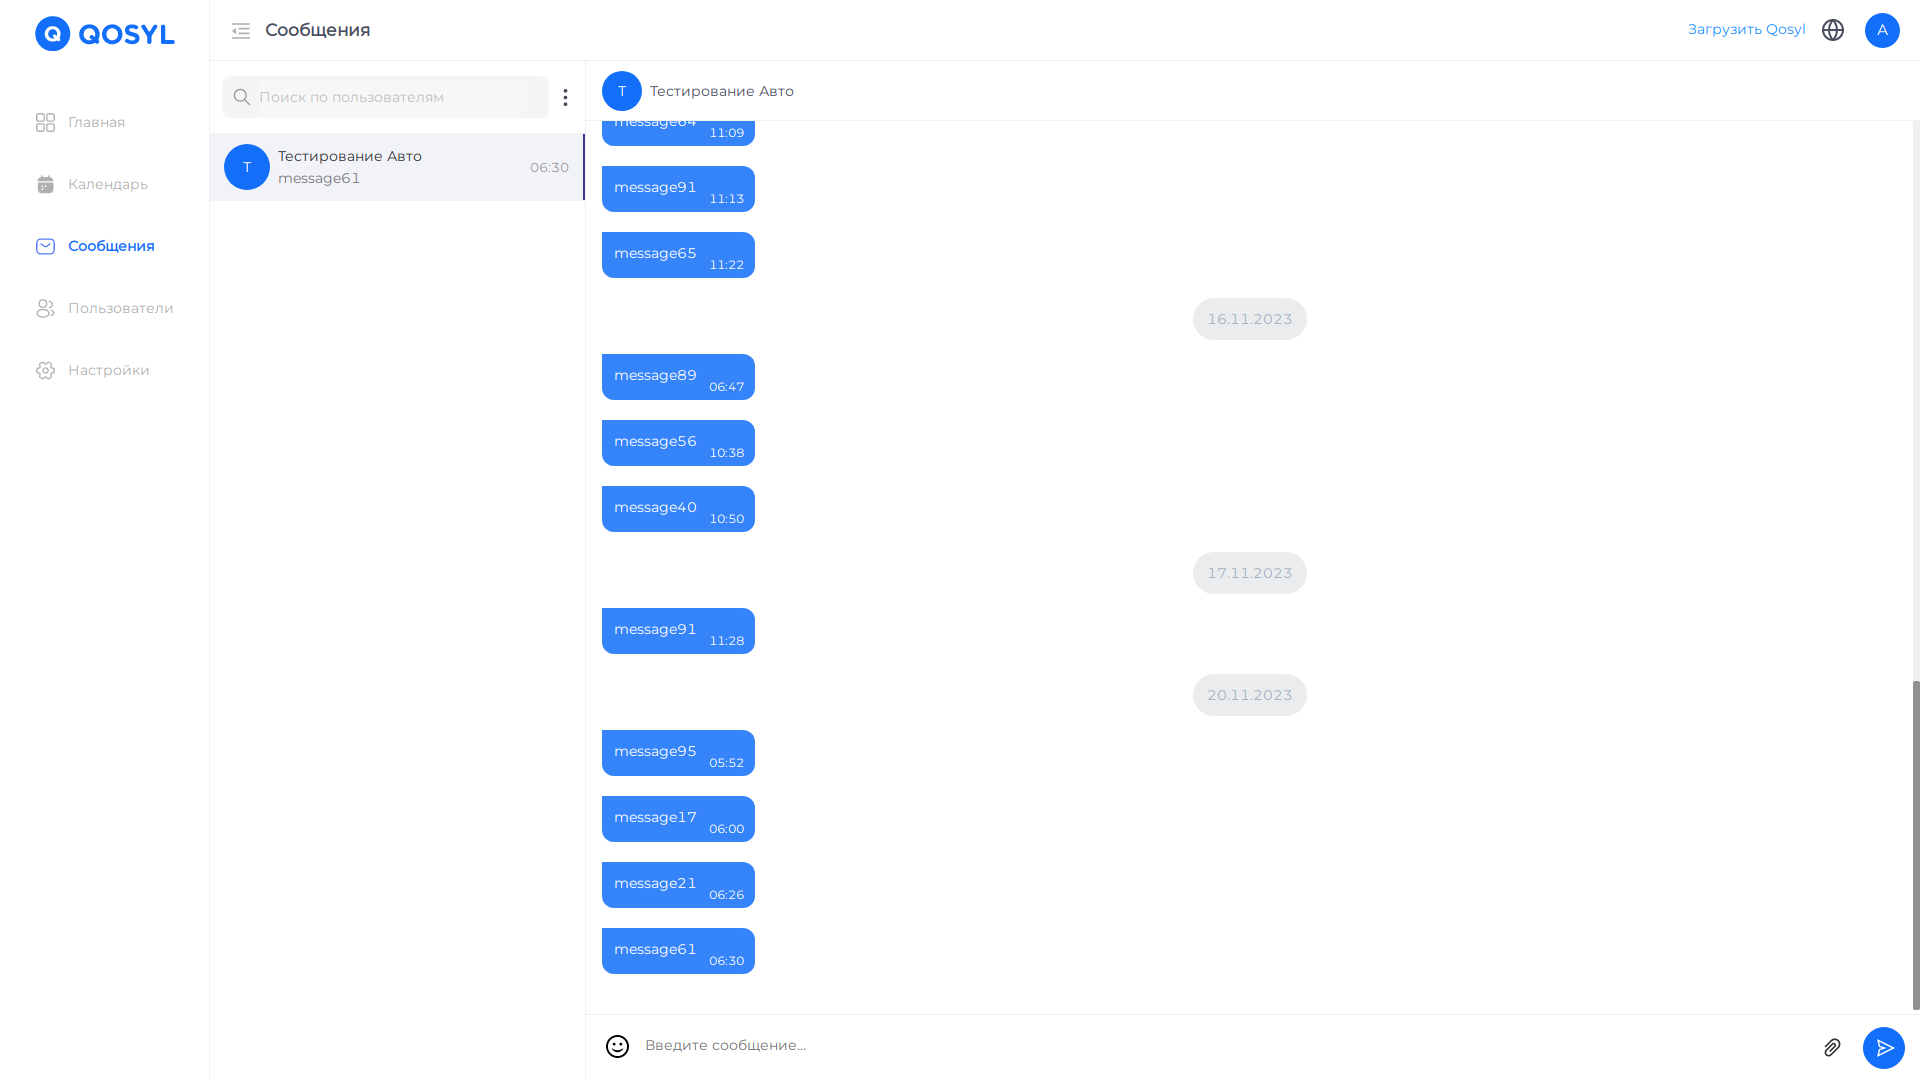 QOSYL
Главная
Календарь
Сообщения
Пользователи
Настройки
Сообщения
Загрузить Qosyl
A
Поиск по пользователям
T
Тестирование Авто
message61
06:30
T
Тестирование Авто
message64
11:09
message91
11:13
message65
11:22
16.11.2023
message89
06:47
message56
10:38
message40
10:50
17.11.2023
message91
11:28
20.11.2023
message95
05:52
message17
06:00
message21
06:26
message61
06:30
Введите сообщение...